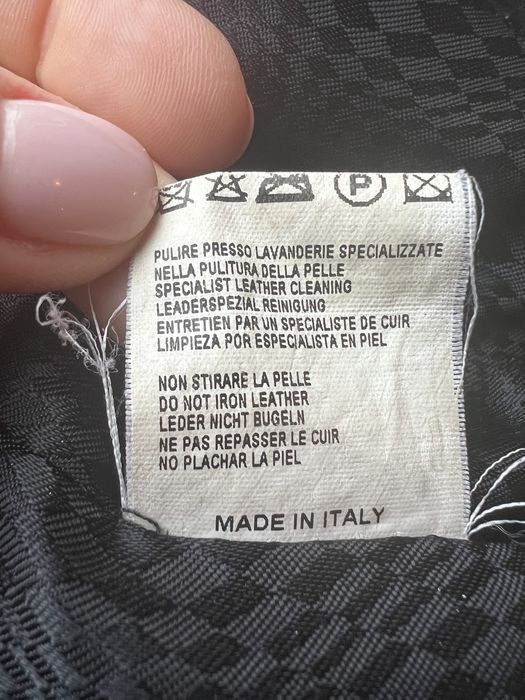 P
PULIRE PRESSO LAVANDERIE SPECIALIZZATE
NELLA PULITURA DELLA PELLE
SPECIALIST LEATHER CLEANING
LEADERSPEZIAL REINIGUNG
ENTRETIEN PAR UN SPECIALISTE DE CUIR
LIMPIEZA POR ESPECIALISTA EN PIEL
NON STIRARE LA PELLE
DO NOT IRON LEATHER
LEDER NICHT BUGELN
NE PAS REPASSER LE CUIR
NO PLACHAR LA PIEL
MADE IN ITALY